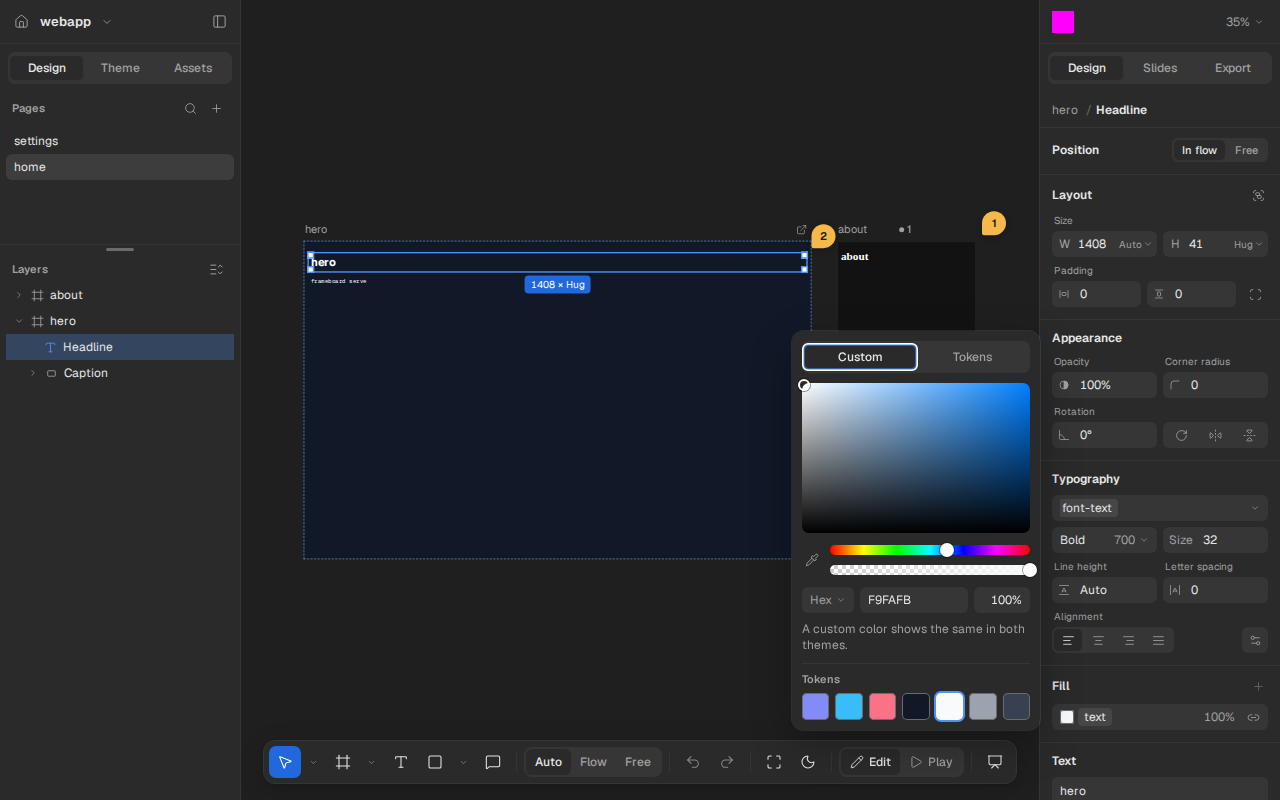 webapp
35%
Design
Theme
Assets
Design
Slides
Export
Pages
hero / Headline
settings
Position
In flow
Free
home
Layout
Size
hero
2
about
1
1
W 1408 Auto
H 41 Hug
hero
about
Layers
Padding
frameboard serve
1408 × Hug
about
0
0
hero
Appearance
Headline
Custom
Tokens
Opacity
Corner radius
Caption
100%
0
Rotation
0°
Typography
font-text
Bold 700
Size 32
Line height
Letter spacing
Auto
0
Hex
F9FAFB
100%
Alignment
A custom color shows the same in both
themes.
Tokens
Fill
text
100%
Auto
Flow
Free
Edit
Play
Text
hero